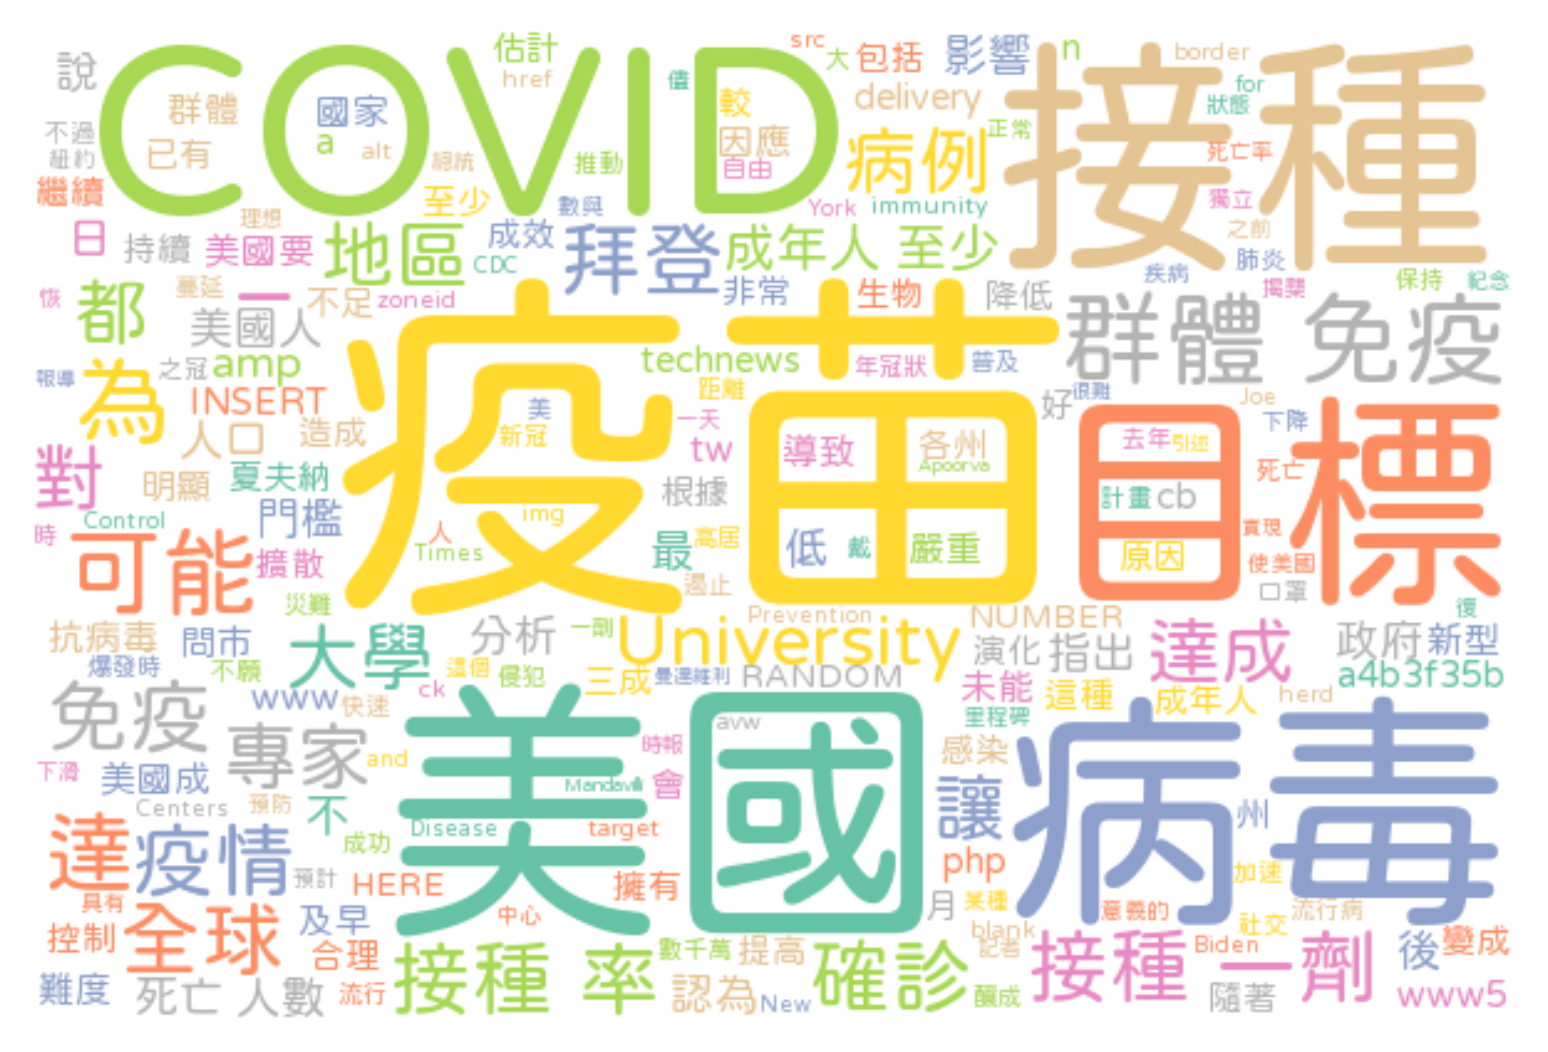 說
COVID
估計
href
src
大
包括
影響
n
接種
border
for
狀態
僖
較
delivery
群體
國家
a
alt
不過
紐約
已有
總統
推動
因應
自由
病例
正常
死亡率
繼續
至少
數與
York
immunity
獨立
理想
之前
日
持續
美國要
地區
成效
CDC
拜登
成年人 至少
肺炎
疾病
揭櫫
保持
紀念
恢
蔓延
一
不足
zoneid
非常
生物
降低
都
美國人
疫苗
群體 免疫
報導
為
之冠
amp
technews
年冠狀
普及
距離
好
很難
Joe
下降
INSERT
人口
造成
美
新冠
一天
tw
導致
各州
Apoorva
目標
去年
引述
死亡
對
明顯
夏夫納
根據
計畫
cb
時
Control
門檻
img
人
Times
最
高居
低
戴
嚴重
原因
實現
使美國
口罩
可能
擴散
遏止
災難
Prevention
NUMBER
復
抗病毒
問市
大學
分析
一劑
University
演化
指出
達成
政府
新型
爆發時
不願
這個
侵犯
三成
曼達維利
RANDOM
未能
這種
成年人
herd
a4b3f35b
免疫
www
快速
ck
美國
avw
里程碑
病毒
專家
and
時報
感染
下滑
美國成
Centers
預防
不
Mandavilli
會
讓
州
達
疫情
成功
Disease
target
php
加速
預計
HERE
擁有
具有
月
某種
意義的
社交
流行病
控制
全球
及早
中心
blank
記者
合理
接種 率
數千萬
提高
確診
接種 一劑
Biden
後
變成
難度
死亡 人數
流行
認為
New
釀成
隨著
www5